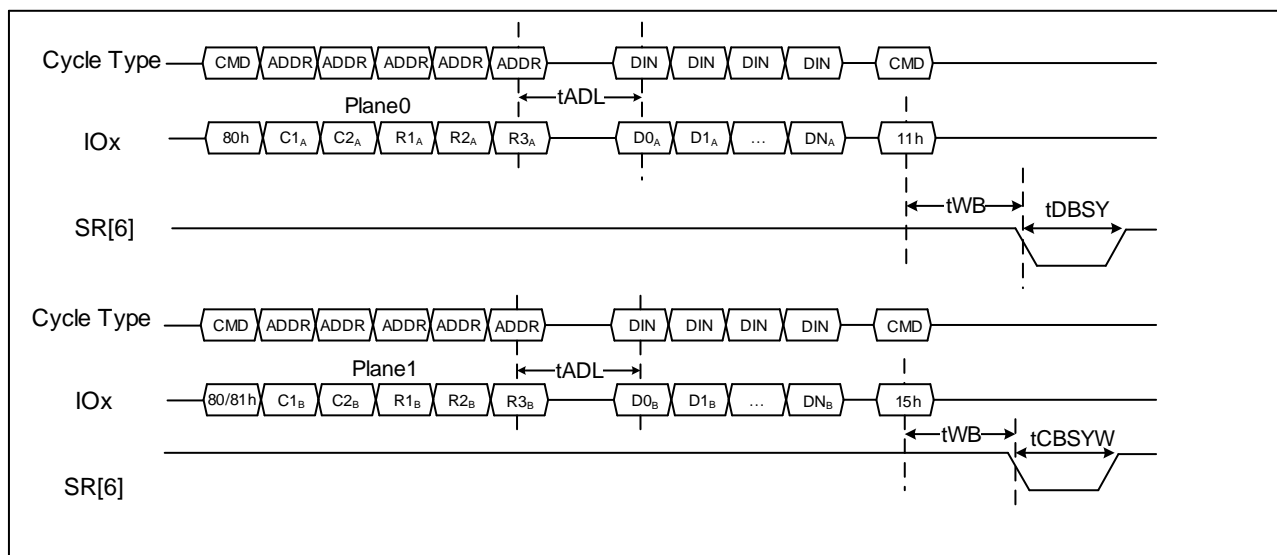 Cycle Type CMD ADDR ADDR ADDR ADDR ADDR DIN DIN DIN DIN CMD
Plane0 tADL
IOx 80h C1A C2A R1A R2A R3A D0A D1A ... DNA 11h
tWB tDBSY
SR[6]
Cycle Type CMD ADDR ADDR ADDR ADDR ADDR DIN DIN DIN DIN CMD
Plane1 tADL
IOx 80/81h C1B C2B R1B R2B R3B D0B D1B ... DNB 15h
tWB tCBSYW
SR[6]